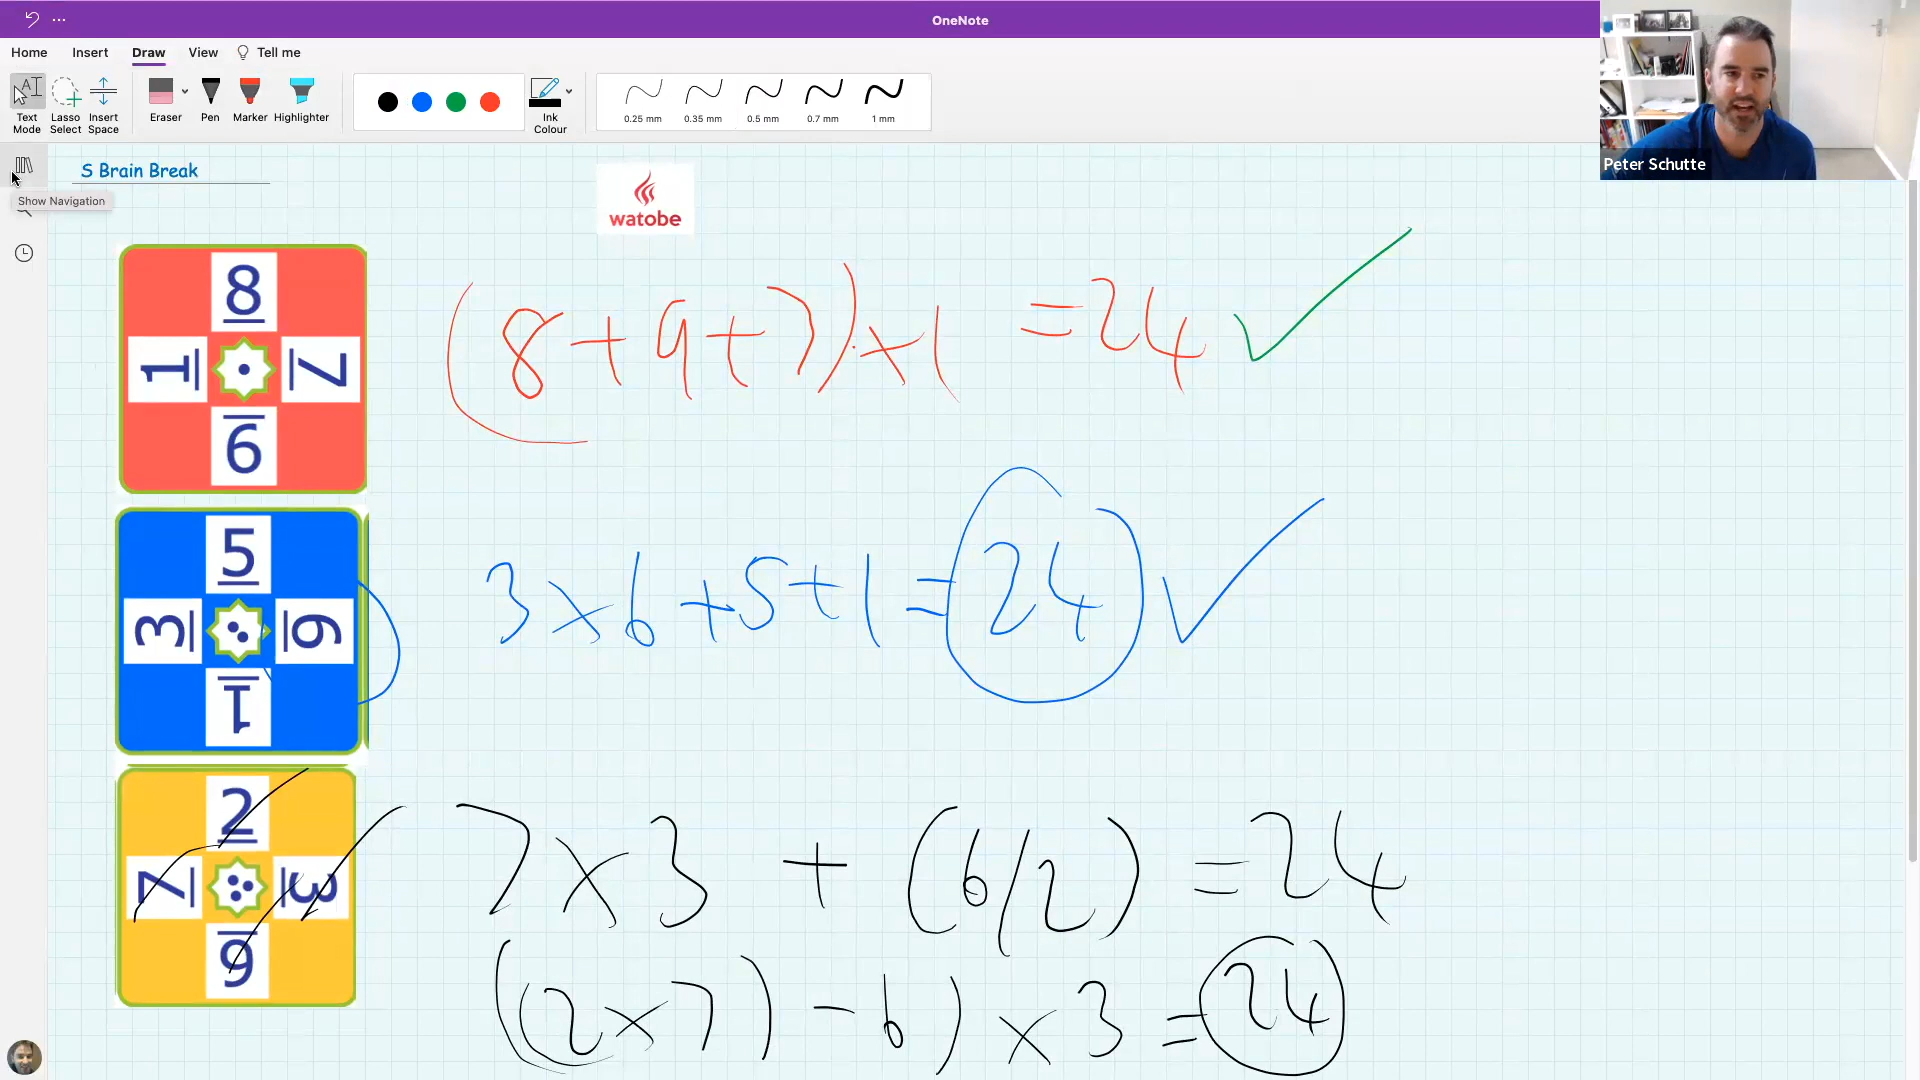 OneNote
Home Insert Draw View Tell me
Text Mode
Lasso Select
Insert Space
Eraser
Pen
Marker
Highlighter
Ink Colour
0.25 mm
0.35 mm
0.5 mm
0.7 mm
1 mm
Peter Schutte
S Brain Break
Show Navigation
watobe
8
1 7
9
(8+9+7)×1 =24
5
3 6
1
3×6+5+1=24
2
7 3
6
7×3 + (6/2) =24
((2×7) - 6) × 3 =24